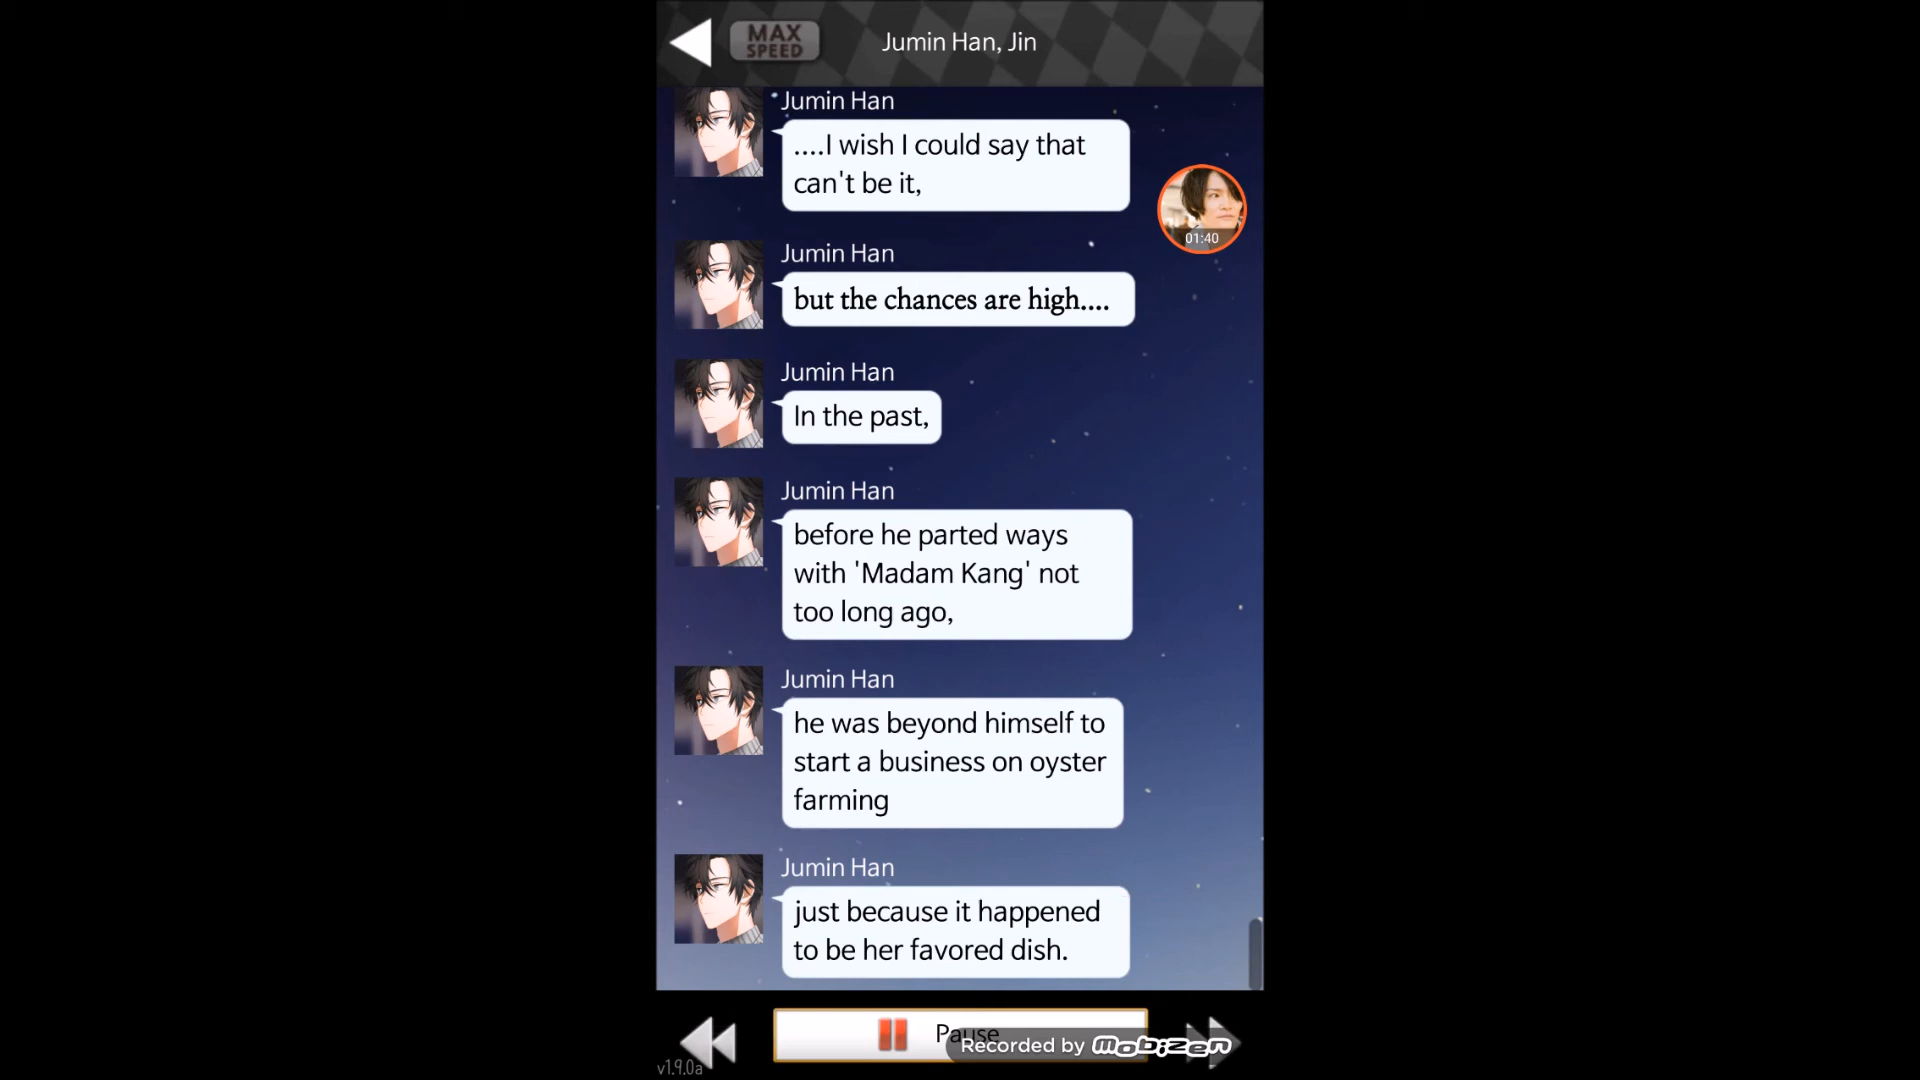 MAX
SPEED
Jumin Han, Jin
Jumin Han
....I wish I could say that
can't be it,
01:40
Jumin Han
but the chances are high....
Jumin Han
In the past,
Jumin Han
before he parted ways
with 'Madam Kang' not
too long ago,
Jumin Han
he was beyond himself to
start a business on oyster
farming
Jumin Han
just because it happened
to be her favored dish.
Pause
Recorded by mobizen
v1.9.0a